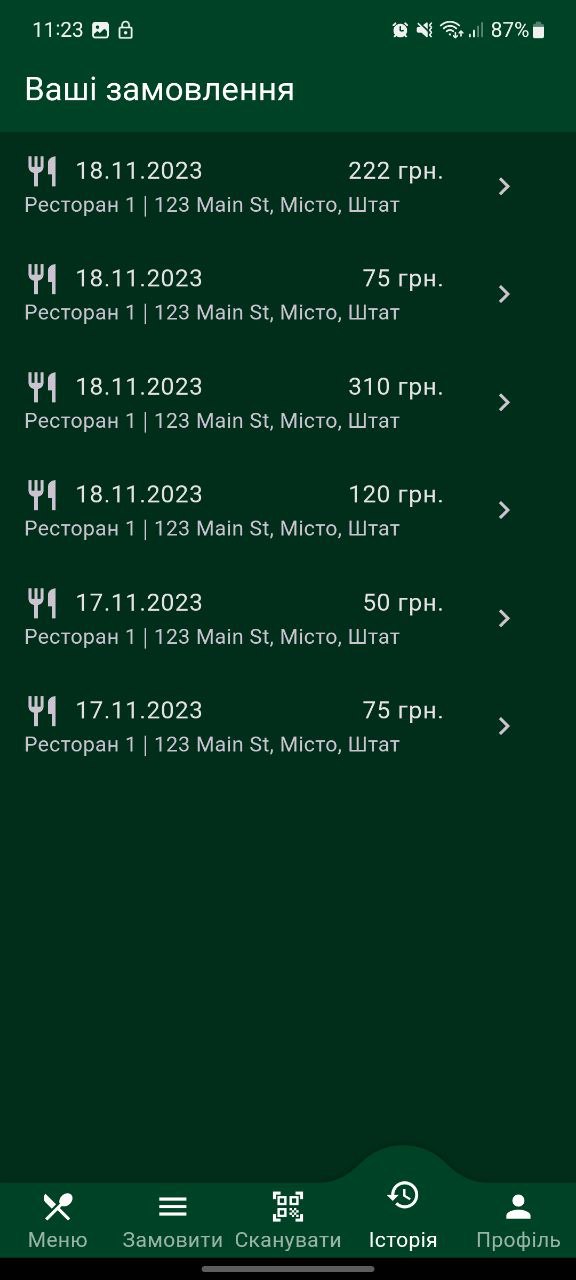 11:23 87%
Ваші замовлення
18.11.2023 222 грн.
Ресторан 1 | 123 Main St, Місто, Штат
18.11.2023 75 грн.
Ресторан 1 | 123 Main St, Місто, Штат
18.11.2023 310 грн.
Ресторан 1 | 123 Main St, Місто, Штат
18.11.2023 120 грн.
Ресторан 1 | 123 Main St, Місто, Штат
17.11.2023 50 грн.
Ресторан 1 | 123 Main St, Місто, Штат
17.11.2023 75 грн.
Ресторан 1 | 123 Main St, Місто, Штат
Меню Замовити Сканувати Історія Профіль